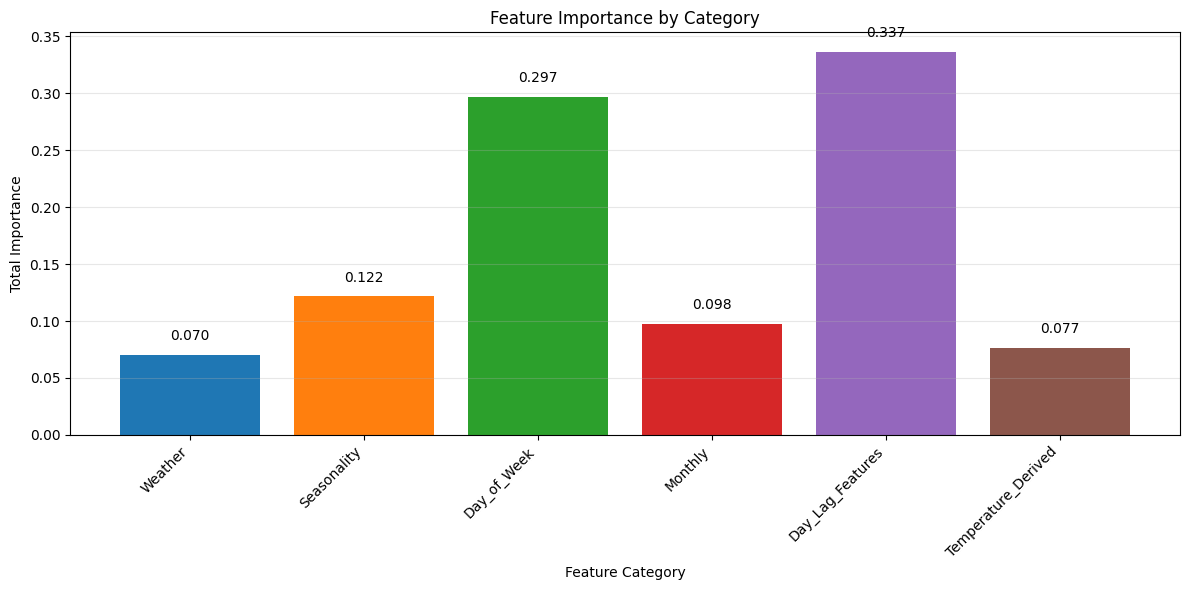 Feature Importance by Category
Total Importance
0.35
0.30
0.25
0.20
0.15
0.10
0.05
0.00
0.070
0.122
0.297
0.098
0.337
0.077
Weather
Seasonality
Day_of_Week
Monthly
Day_Lag_Features
Temperature_Derived
Feature Category